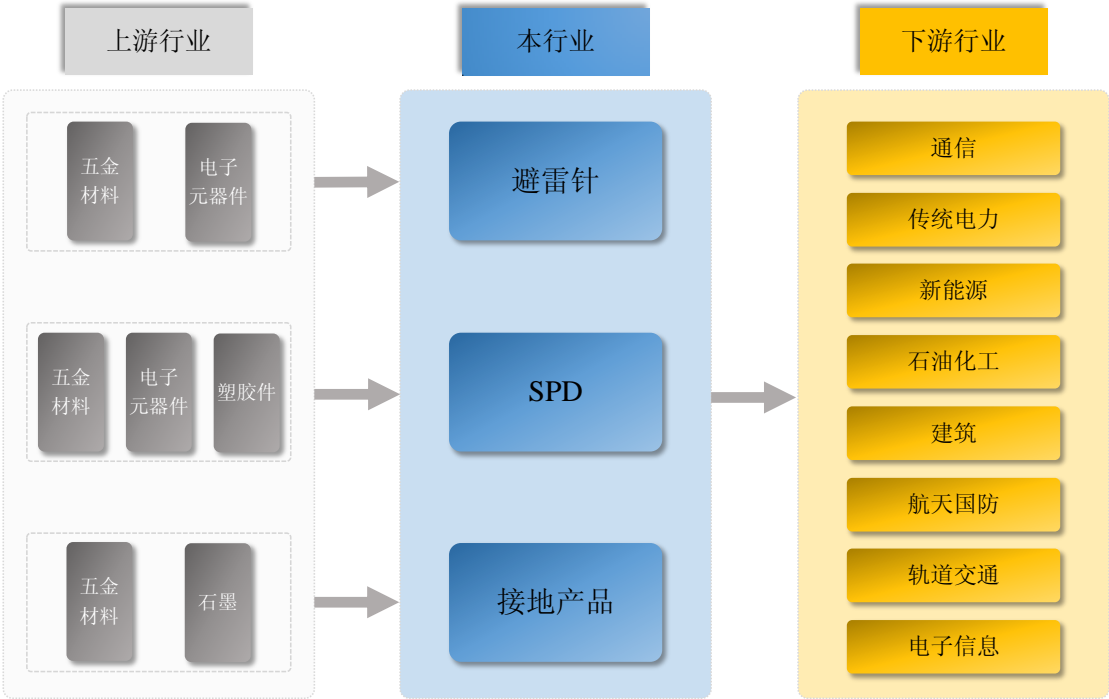 上游行业
本行业
下游行业
五金
材料
电子
元器件
避雷针
五金
材料
电子
元器件
塑胶件
SPD
五金
材料
石墨
接地产品
通信
传统电力
新能源
石油化工
建筑
航天国防
轨道交通
电子信息